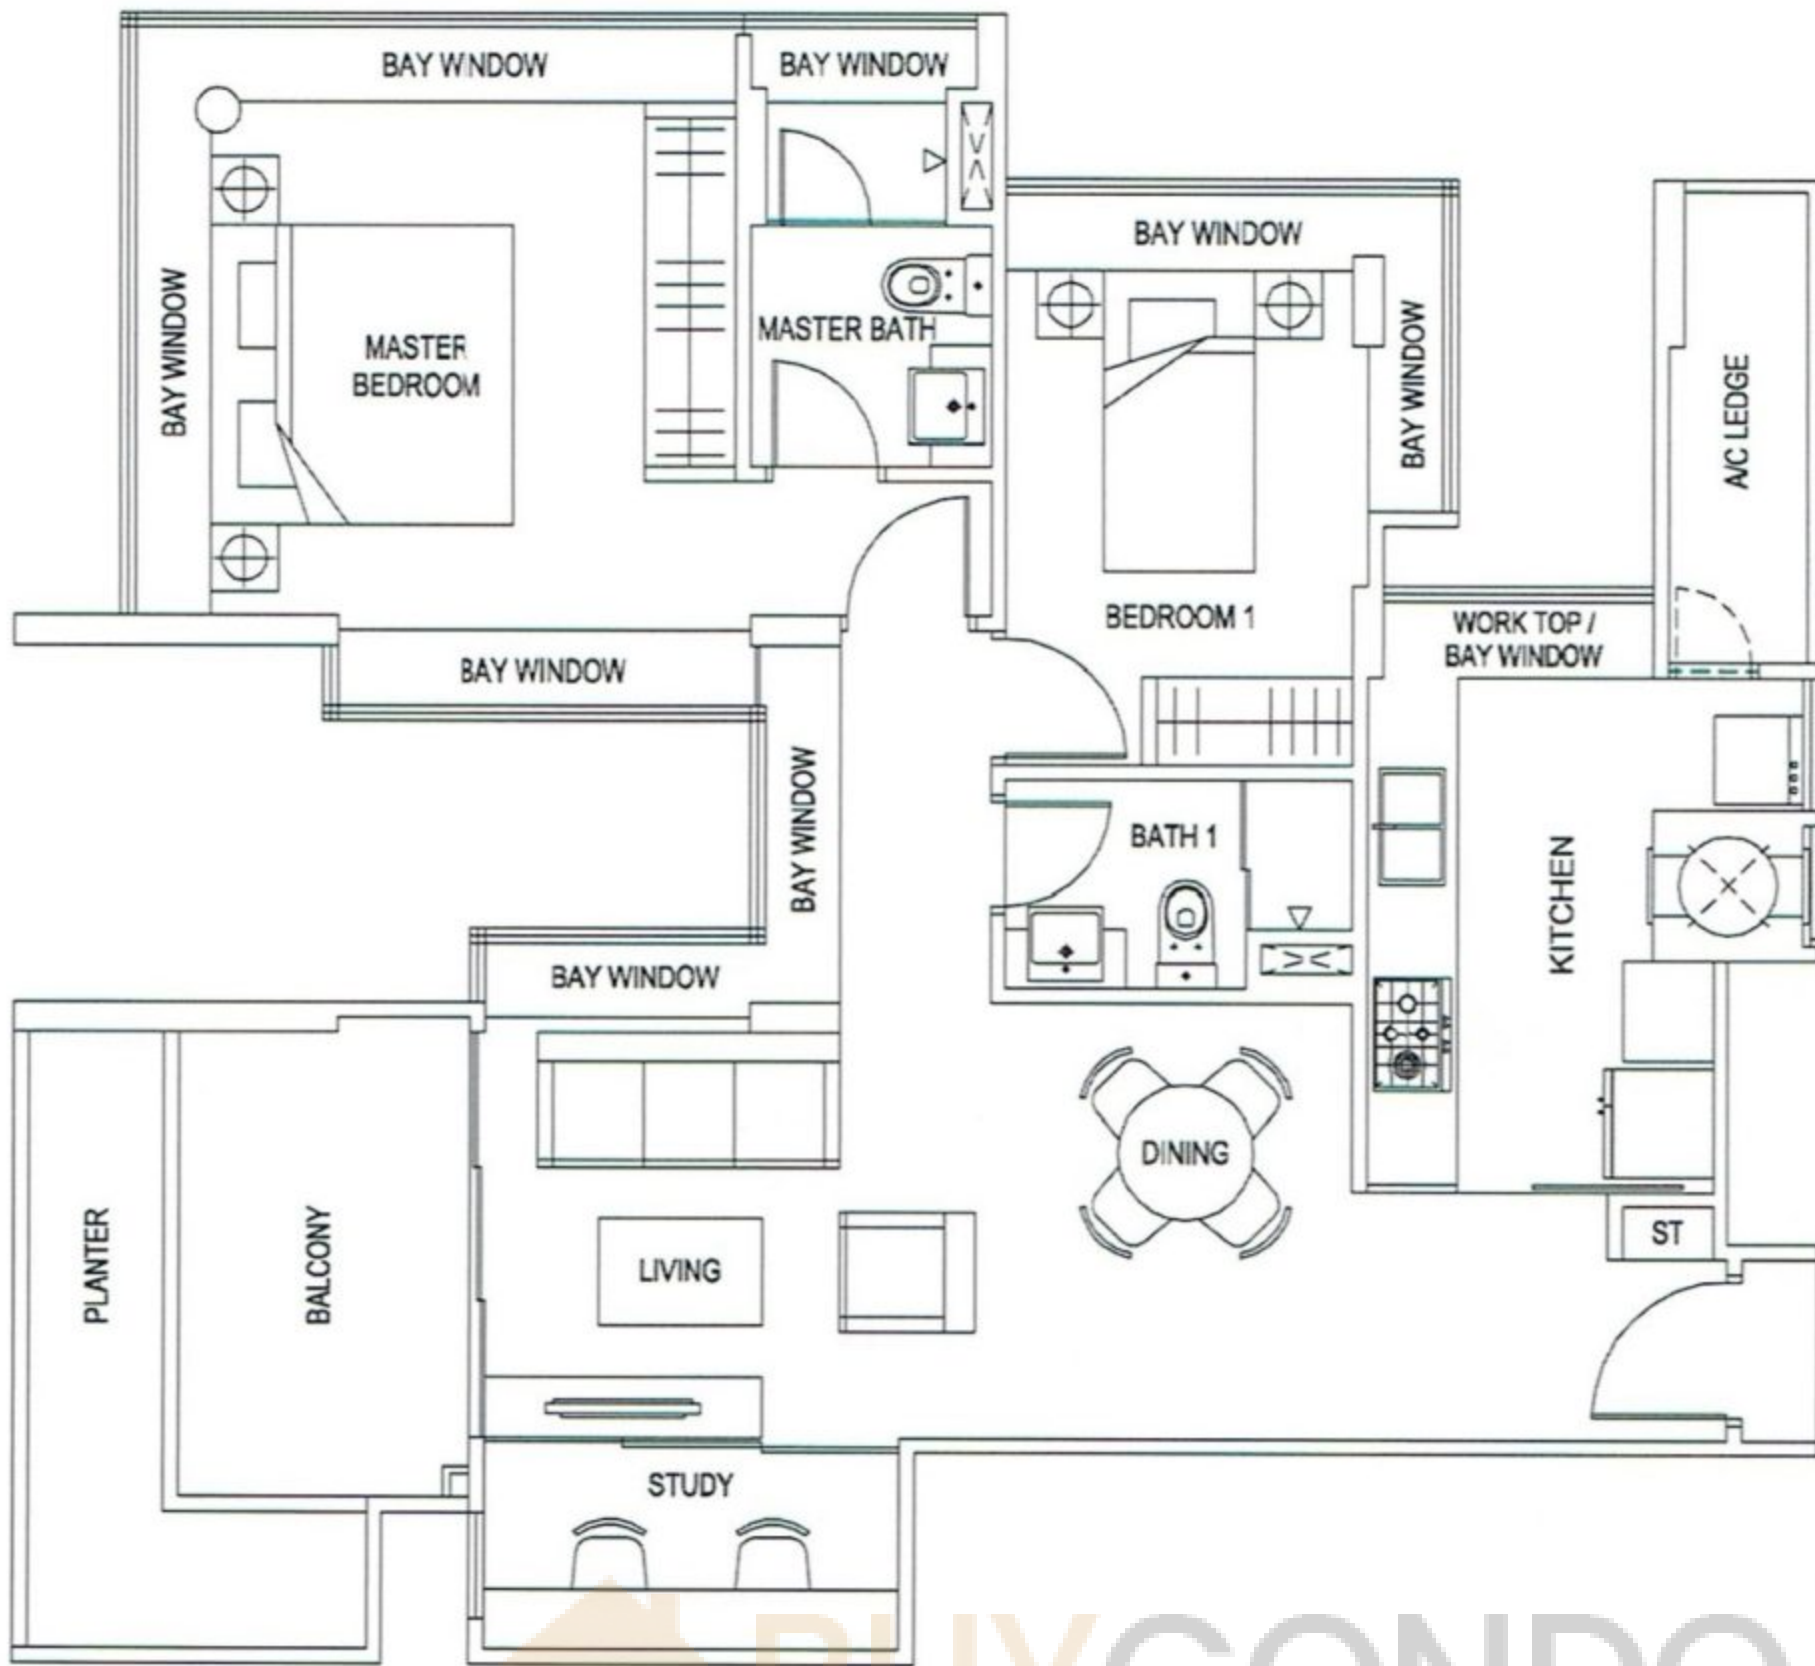 BAY WINDOW
BAY WINDOW
BAY WINDOW
MASTER
BEDROOM
MASTER BATH
BAY WINDOW
BAY WINDOW
A/C LEDGE
BEDROOM 1
WORK TOP /
BAY WINDOW
BAY WINDOW
BAY WINDOW
BATH 1
KITCHEN
BAY WINDOW
DINING
PLANTER
BALCONY
LIVING
ST
STUDY
BUYCONDO